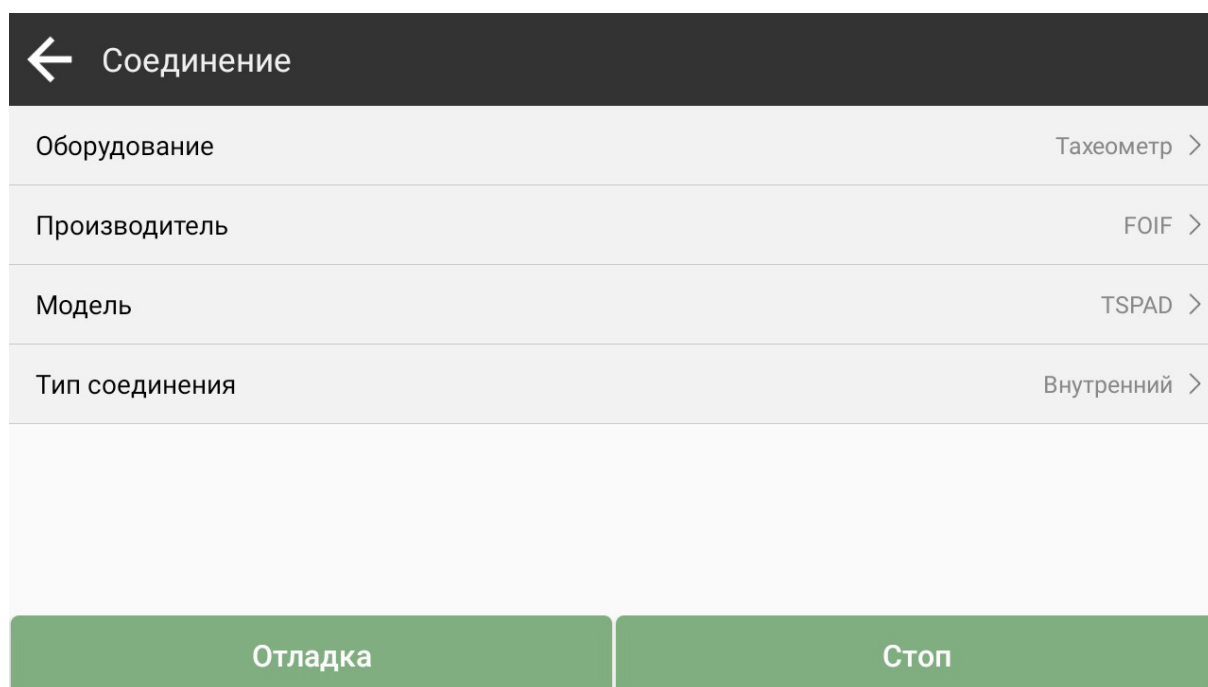 Соединение
Оборудование Тахеометр
Производитель FOIF
Модель TSPAD
Тип соединения Внутренний
Отладка Стоп